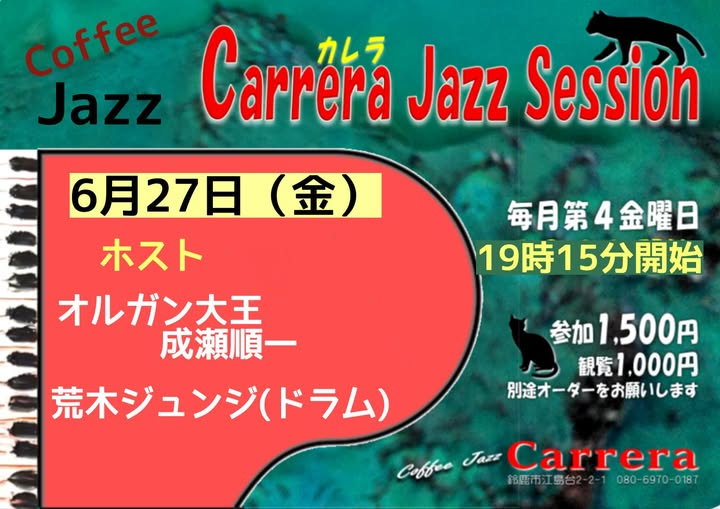 Coffee
Jazz
カレラ
Carrera Jazz Session
6月27日（金）
ホスト
オルガン大王
成瀬順一
荒木ジュンジ(ドラム)
毎月第4金曜日
19時15分開始
参加1,500円
観覧1,000円
別途オーダーをお願いします
Coffee Jazz Carrera
鈴鹿市江島台2-2-1 080-6970-0187